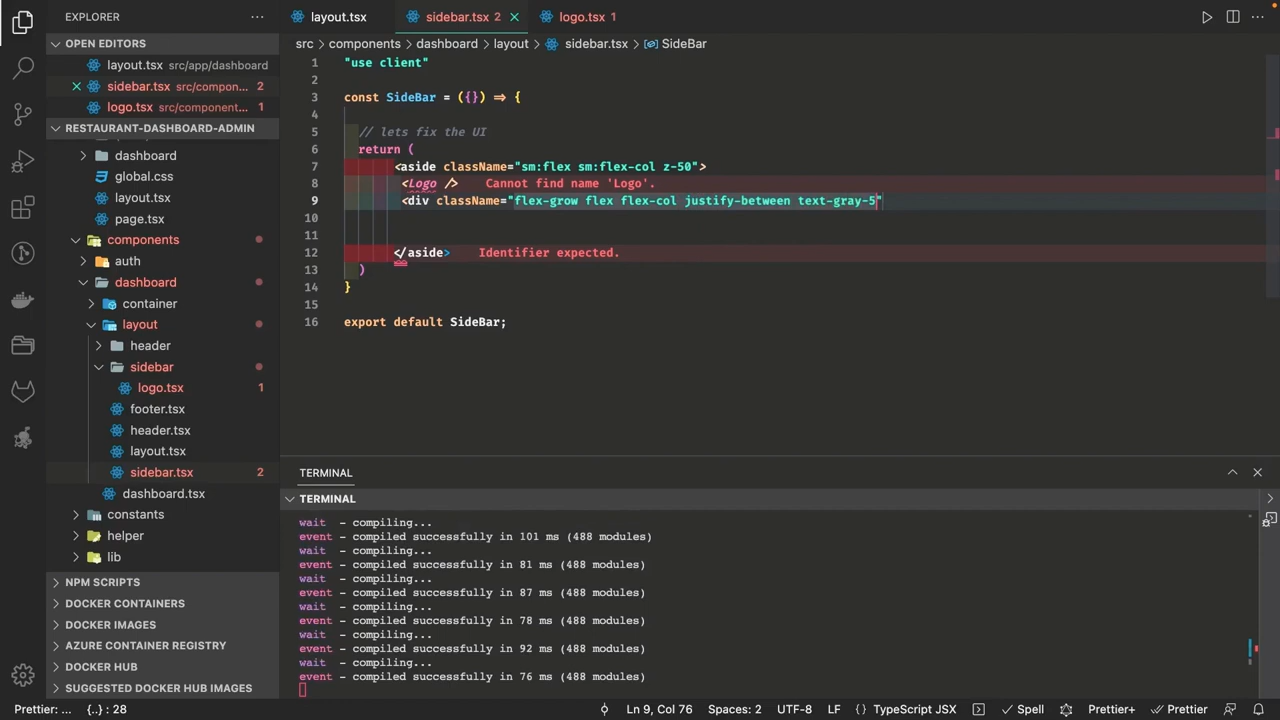 EXPLORER
OPEN EDITORS
layout.tsx src/app/dashboard
sidebar.tsx src/compon... 2
logo.tsx src/component... 1
RESTAURANT-DASHBOARD-ADMIN
dashboard
global.css
layout.tsx
page.tsx
components
auth
dashboard
container
layout
header
sidebar
logo.tsx 1
footer.tsx
header.tsx
layout.tsx
sidebar.tsx 2
dashboard.tsx
constants
helper
lib
NPM SCRIPTS
DOCKER CONTAINERS
DOCKER IMAGES
AZURE CONTAINER REGISTRY
DOCKER HUB
SUGGESTED DOCKER HUB IMAGES
layout.tsx sidebar.tsx 2 logo.tsx 1
src > components > dashboard > layout > sidebar.tsx > SideBar
1 "use client"
2
3 const SideBar = ({}) => {
4
5 // lets fix the UI
6 return (
7 <aside className="sm:flex sm:flex-col z-50">
8 <Logo /> Cannot find name 'Logo'.
9 <div className="flex-grow flex flex-col justify-between text-gray-5"
10
11
12 </aside> Identifier expected.
13 )
14 }
15
16 export default SideBar;
TERMINAL
TERMINAL
wait - compiling...
event - compiled successfully in 101 ms (488 modules)
wait - compiling...
event - compiled successfully in 81 ms (488 modules)
wait - compiling...
event - compiled successfully in 87 ms (488 modules)
wait - compiling...
event - compiled successfully in 78 ms (488 modules)
wait - compiling...
event - compiled successfully in 92 ms (488 modules)
wait - compiling...
event - compiled successfully in 76 ms (488 modules)
Prettier: ... {..} : 28 Ln 9, Col 76 Spaces: 2 UTF-8 LF {} TypeScript JSX Spell Prettier+ Prettier